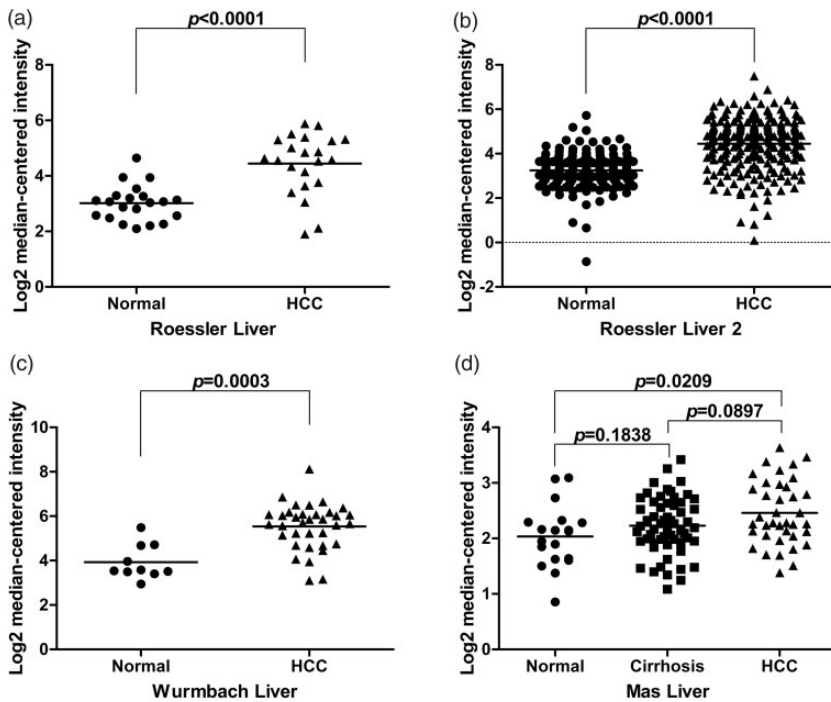 (a)
p<0.0001
Log2 median-centered intensity
8
6
4
2
0
Normal HCC
Roessler Liver
(b)
p<0.0001
Log2 median-centered intensity
8
6
4
2
0
-2
Normal HCC
Roessler Liver 2
(c)
p=0.0003
Log2 median-centered intensity
10
8
6
4
2
0
Normal HCC
Wurmbach Liver
(d)
p=0.0209
p=0.0897
p=0.1838
Log2 median-centered intensity
4
3
2
1
0
Normal Cirrhosis HCC
Mas Liver